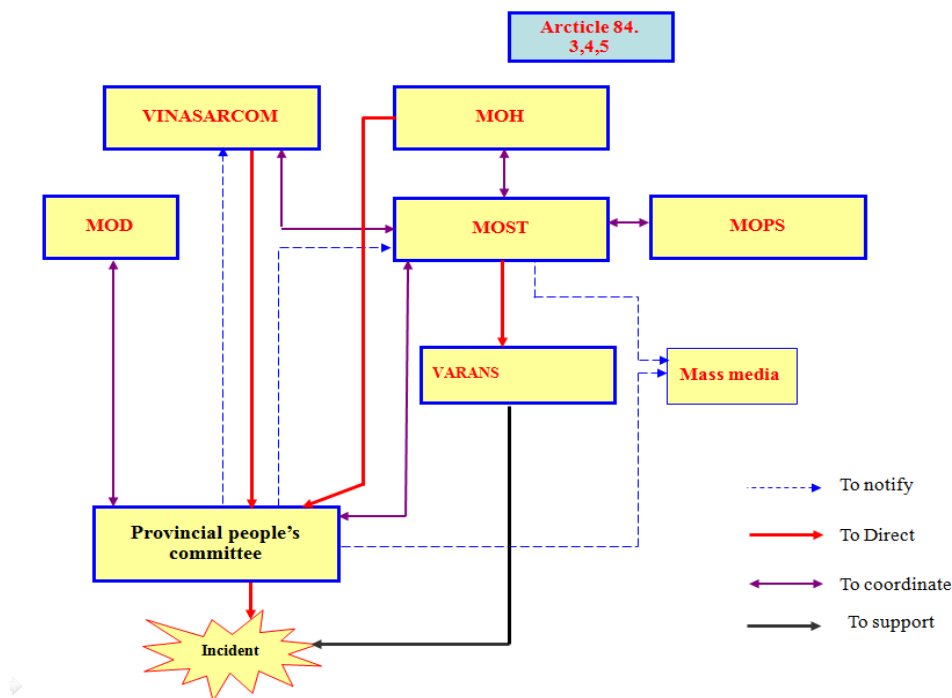 Arcticle 84.
3,4,5
VINASARCOM
MOH
MOD
MOST
MOPS
VARANS
Mass media
Provincial people's
committee
Incident
To notify
To Direct
To coordinate
To support